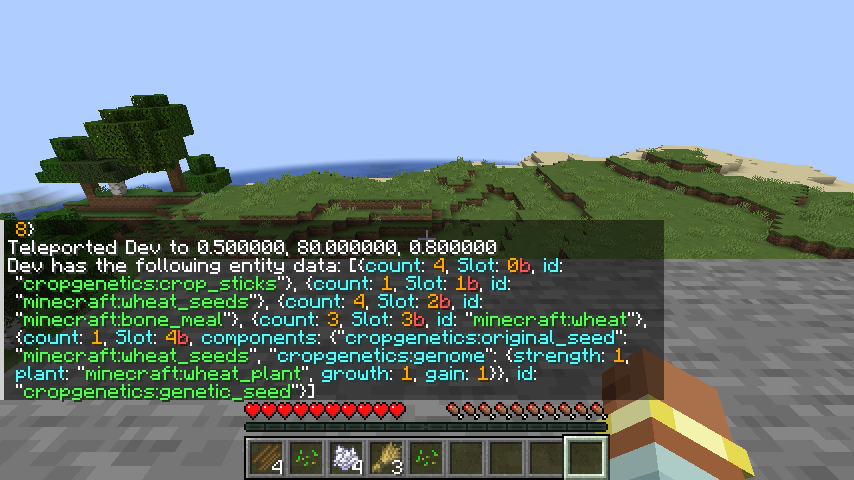 8}
Teleported Dev to 0.500000, 80.000000, 0.800000
Dev has the following entity data: [{count: 4, Slot: 0b, id:
"cropgenetics:crop_sticks"}, {count: 1, Slot: 1b, id:
"minecraft:wheat_seeds"}, {count: 4, Slot: 2b, id:
"minecraft:bone_meal"}, {count: 3, Slot: 3b, id: "minecraft:wheat"},
{count: 1, Slot: 4b, components: {"cropgenetics:original_seed":
"minecraft:wheat_seeds", "cropgenetics:genome": {strength: 1,
plant: "minecraft:wheat_plant", growth: 1, gain: 1}}, id:
"cropgenetics:genetic_seed"}]
4 4 3